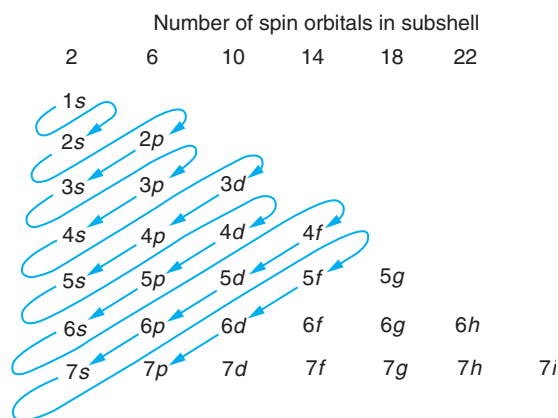 Number of spin orbitals in subshell
2 6 10 14 18 22
1s
2s 2p
3s 3p 3d
4s 4p 4d 4f
5s 5p 5d 5f 5g
6s 6p 6d 6f 6g 6h
7s 7p 7d 7f 7g 7h 7i